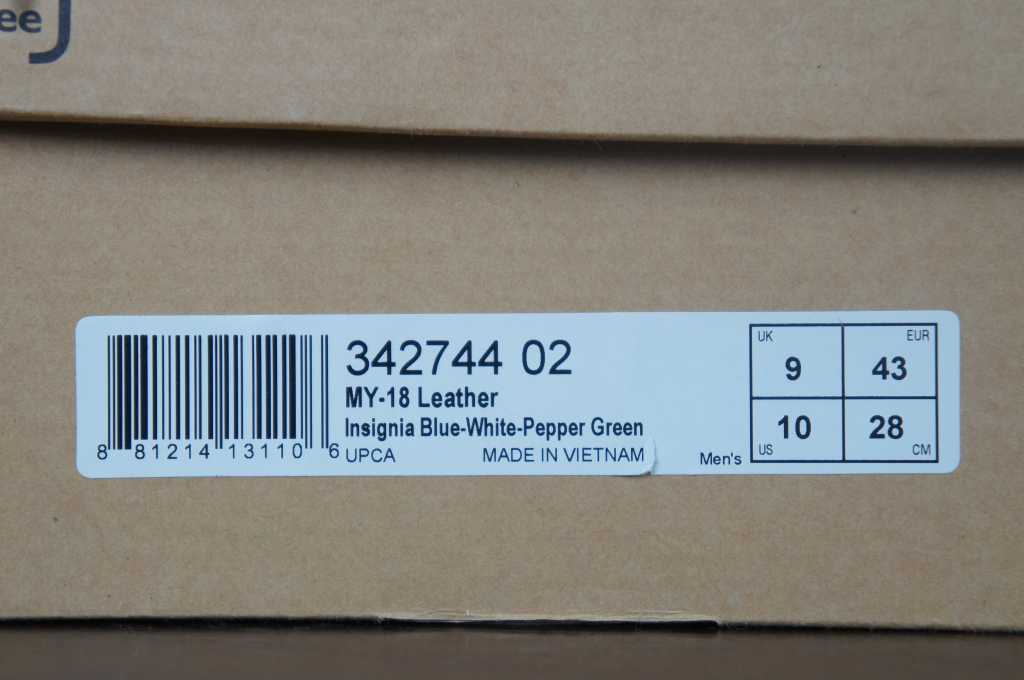 ee
342744 02
MY-18 Leather
Insignia Blue-White-Pepper Green
8 81214 13110 6
UPCA MADE IN VIETNAM
Men's
UK 9
EUR 43
US 10
CM 28